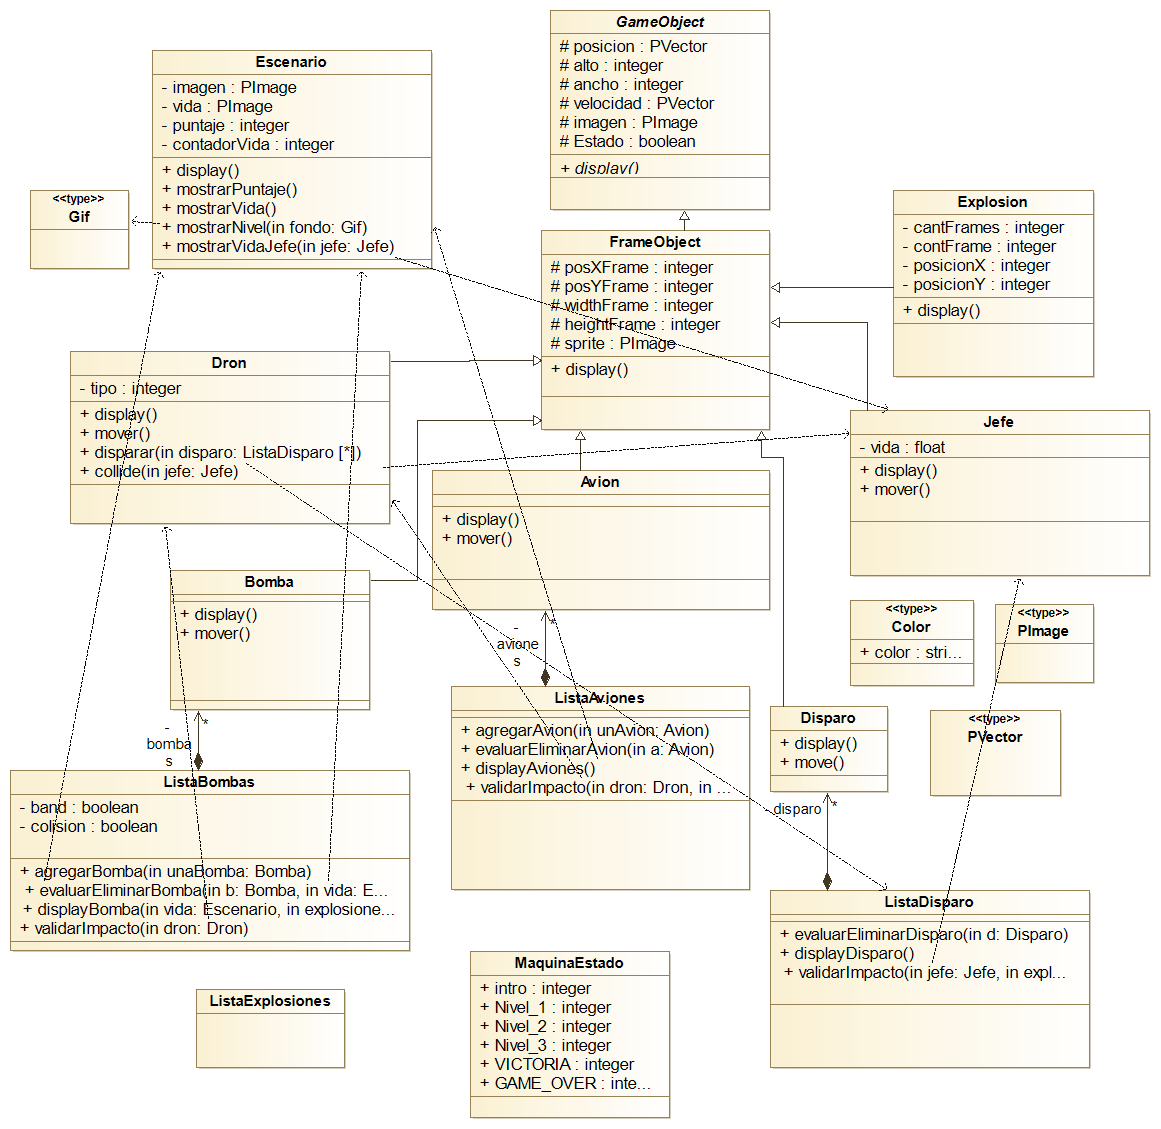 GameObject
# posicion : PVector
# alto : integer
# ancho : integer
# velocidad : PVector
# imagen : PImage
# Estado : boolean
+ display()
Escenario
- imagen : PImage
- vida : PImage
- puntaje : integer
- contadorVida : integer
+ display()
+ mostrarPuntaje()
+ mostrarVida()
+ mostrarNivel(in fondo: Gif)
+ mostrarVidaJefe(in jefe: Jefe)
<<type>>
Gif
Explosion
- cantFrames : integer
- contFrame : integer
- posicionX : integer
- posicionY : integer
+ display()
FrameObject
# posXFrame : integer
# posYFrame : integer
# widthFrame : integer
# heightFrame : integer
# sprite : PImage
+ display()
Dron
- tipo : integer
+ display()
+ mover()
+ disparar(in disparo: ListaDisparo [*])
+ collide(in jefe: Jefe)
Jefe
- vida : float
+ display()
+ mover()
Avion
+ display()
+ mover()
Bomba
+ display()
+ mover()
<<type>>
Color
+ color : stri...
<<type>>
PImage
-
avione
s
*
ListaAviones
+ agregarAvion(in unAvion: Avion)
+ evaluarEliminarAvion(in a: Avion)
+ displayAviones()
+ validarImpacto(in dron: Dron, in ...
Disparo
+ display()
+ move()
<<type>>
PVector
-
bomba
s
*
ListaBombas
- band : boolean
- colision : boolean
+ agregarBomba(in unaBomba: Bomba)
+ evaluarEliminarBomba(in b: Bomba, in vida: E...
+ displayBomba(in vida: Escenario, in explosione...
+ validarImpacto(in dron: Dron)
- disparo
*
ListaDisparo
+ evaluarEliminarDisparo(in d: Disparo)
+ displayDisparo()
+ validarImpacto(in jefe: Jefe, in expl...
MaquinaEstado
+ intro : integer
+ Nivel_1 : integer
+ Nivel_2 : integer
+ Nivel_3 : integer
+ VICTORIA : integer
+ GAME_OVER : inte...
ListaExplosiones